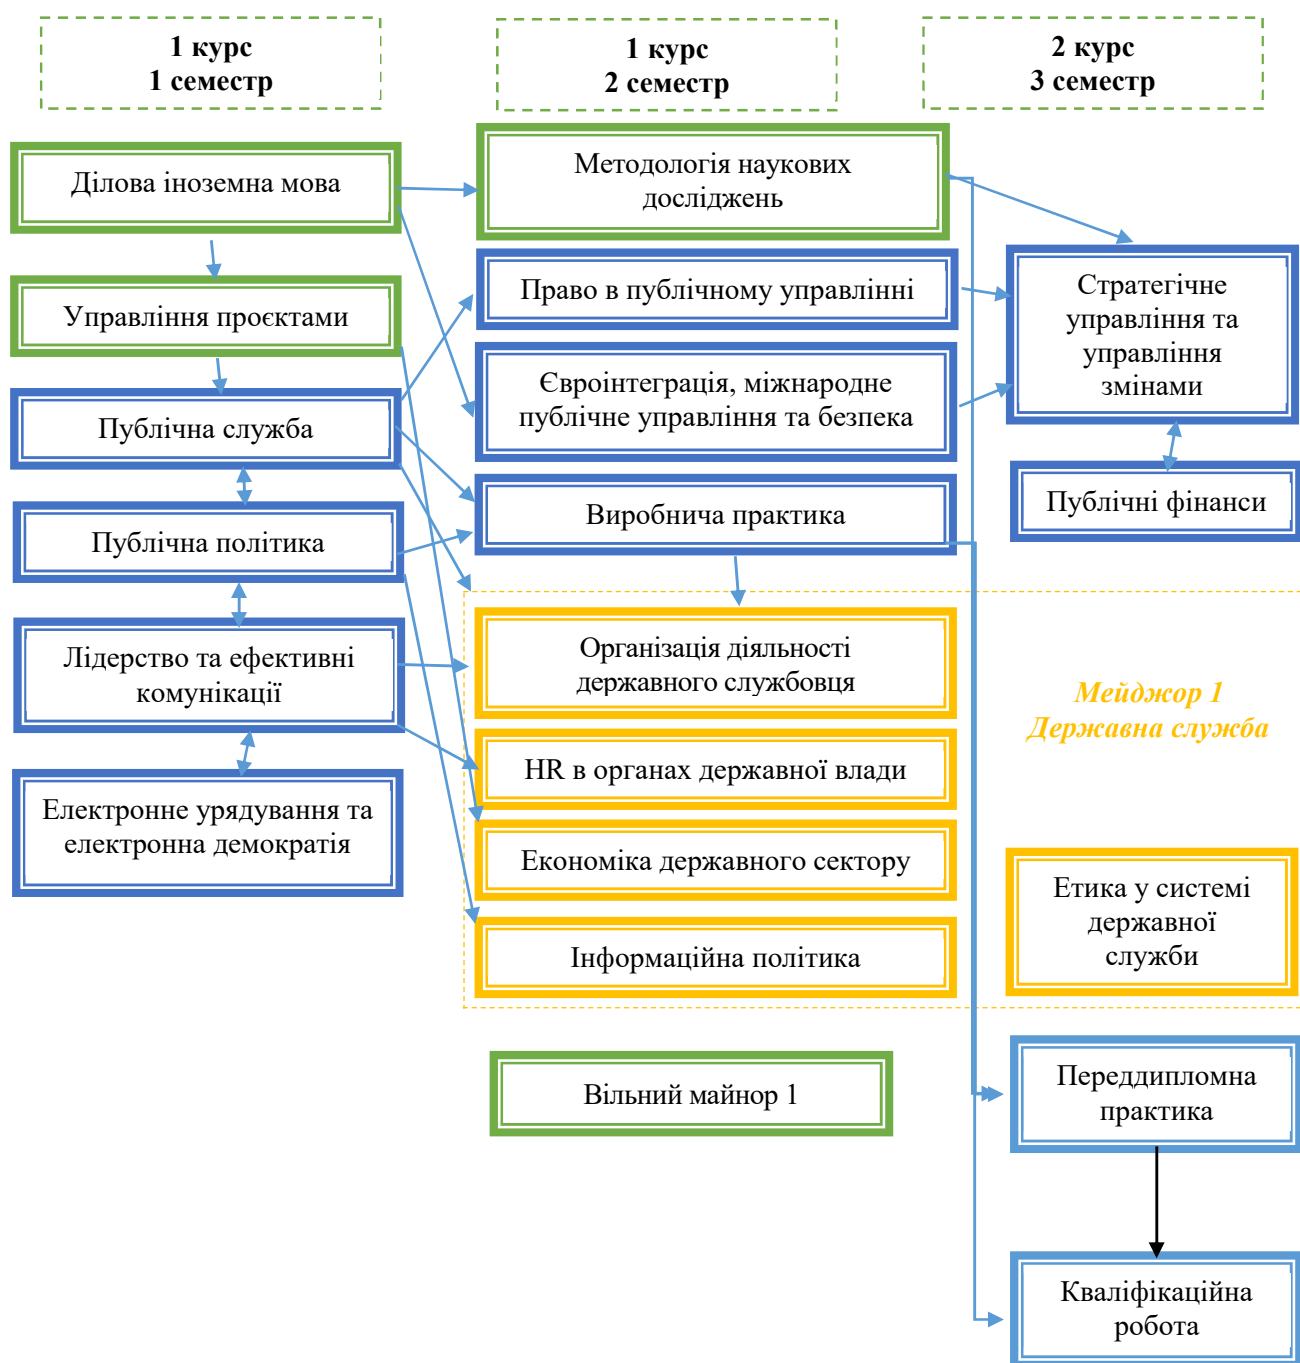 1 курс
1 семестр
1 курс
2 семестр
2 курс
3 семестр
Ділова іноземна мова
Управління проєктами
Публічна служба
Публічна політика
Лідерство та ефективні
комунікації
Електронне урядування та
електронна демократія
Методологія наукових
досліджень
Право в публічному управлінні
Євроінтеграція, міжнародне
публічне управління та безпека
Виробнича практика
Організація діяльності
державного службовця
HR в органах державної влади
Економіка державного сектору
Інформаційна політика
Вільний майнор 1
Стратегічне
управління та
управління
змінами
Публічні фінанси
Мейджор 1
Державна служба
Етика у системі
державної
служби
Переддипломна
практика
Кваліфікаційна
робота